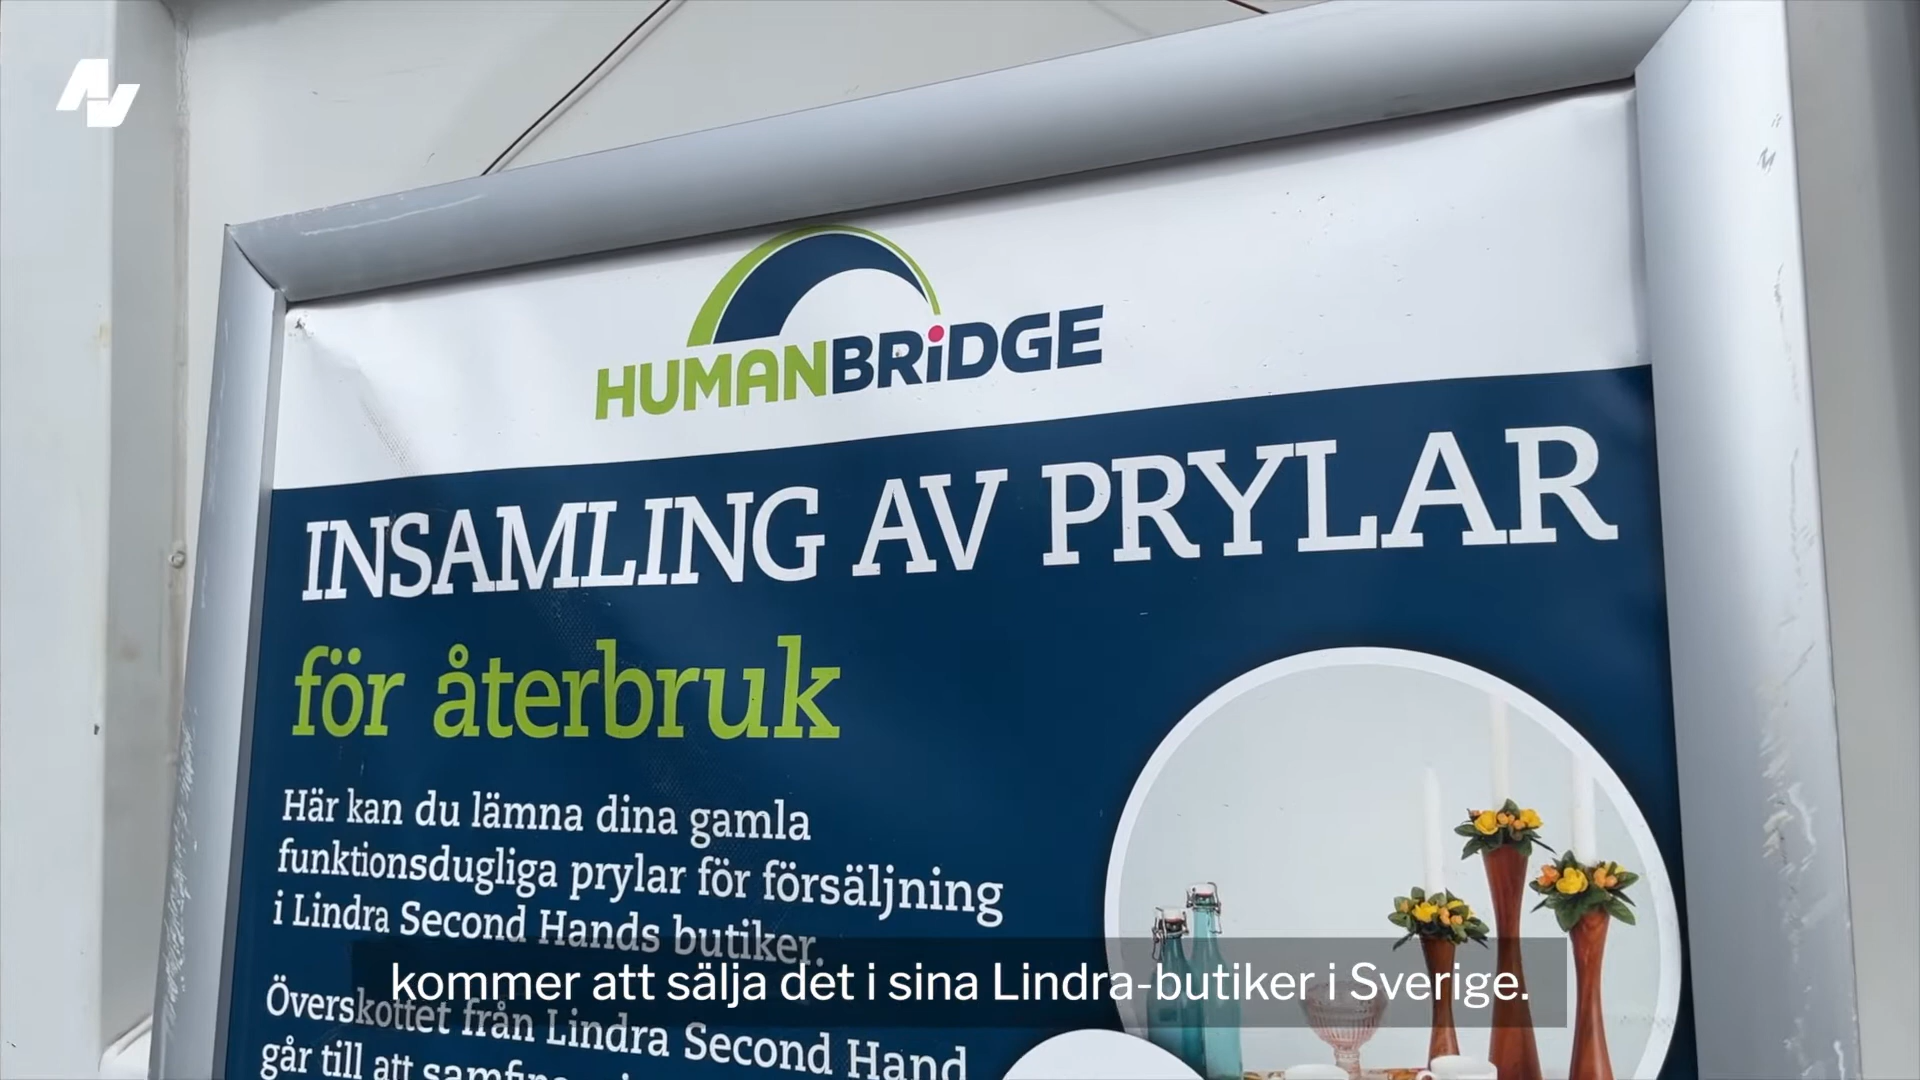 HUMANBRiDGE
INSAMLING AV PRYLAR
för återbruk
Här kan du lämna dina gamla
funktionsdugliga prylar för försäljning
i Lindra Second Hands butiker.
kommer att sälja det i sina Lindra-butiker i Sverige.
Överskottet från Lindra Second Hand
går till att